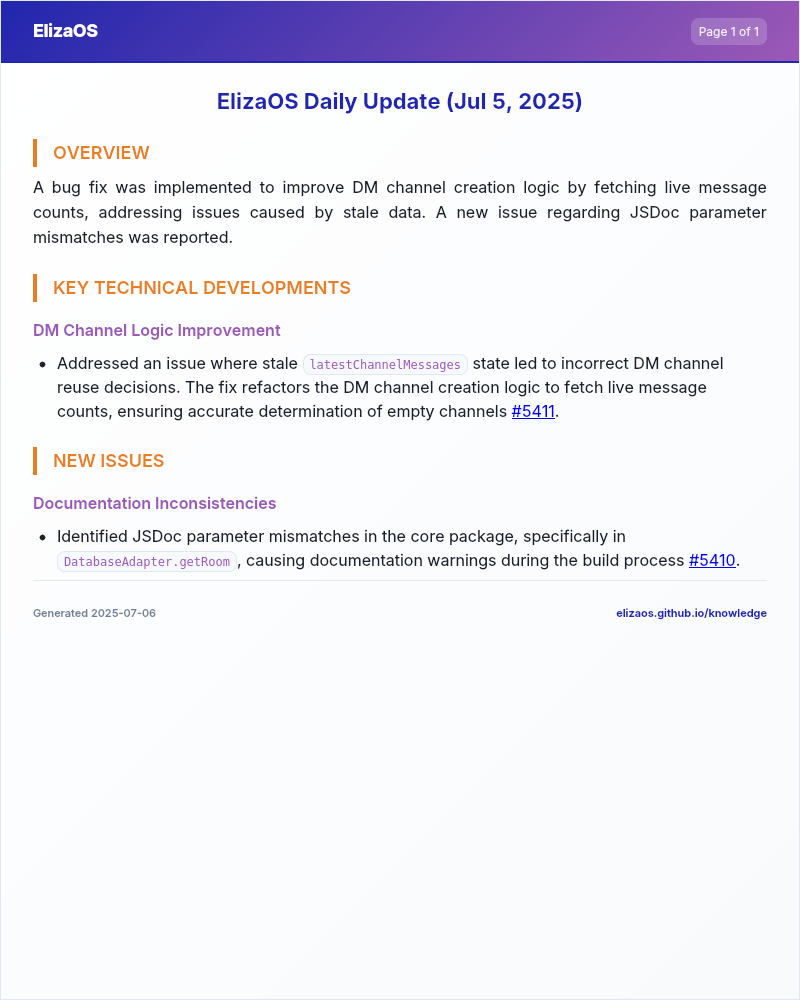 ElizaOS
Page 1 of 1
ElizaOS Daily Update (Jul 5, 2025)
OVERVIEW
A bug fix was implemented to improve DM channel creation logic by fetching live message
counts, addressing issues caused by stale data. A new issue regarding JSDoc parameter
mismatches was reported.
KEY TECHNICAL DEVELOPMENTS
DM Channel Logic Improvement
• Addressed an issue where stale latestChannelMessages state led to incorrect DM channel
reuse decisions. The fix refactors the DM channel creation logic to fetch live message
counts, ensuring accurate determination of empty channels #5411.
NEW ISSUES
Documentation Inconsistencies
• Identified JSDoc parameter mismatches in the core package, specifically in
DatabaseAdapter.getRoom, causing documentation warnings during the build process #5410.
Generated 2025-07-06
elizaos.github.io/knowledge